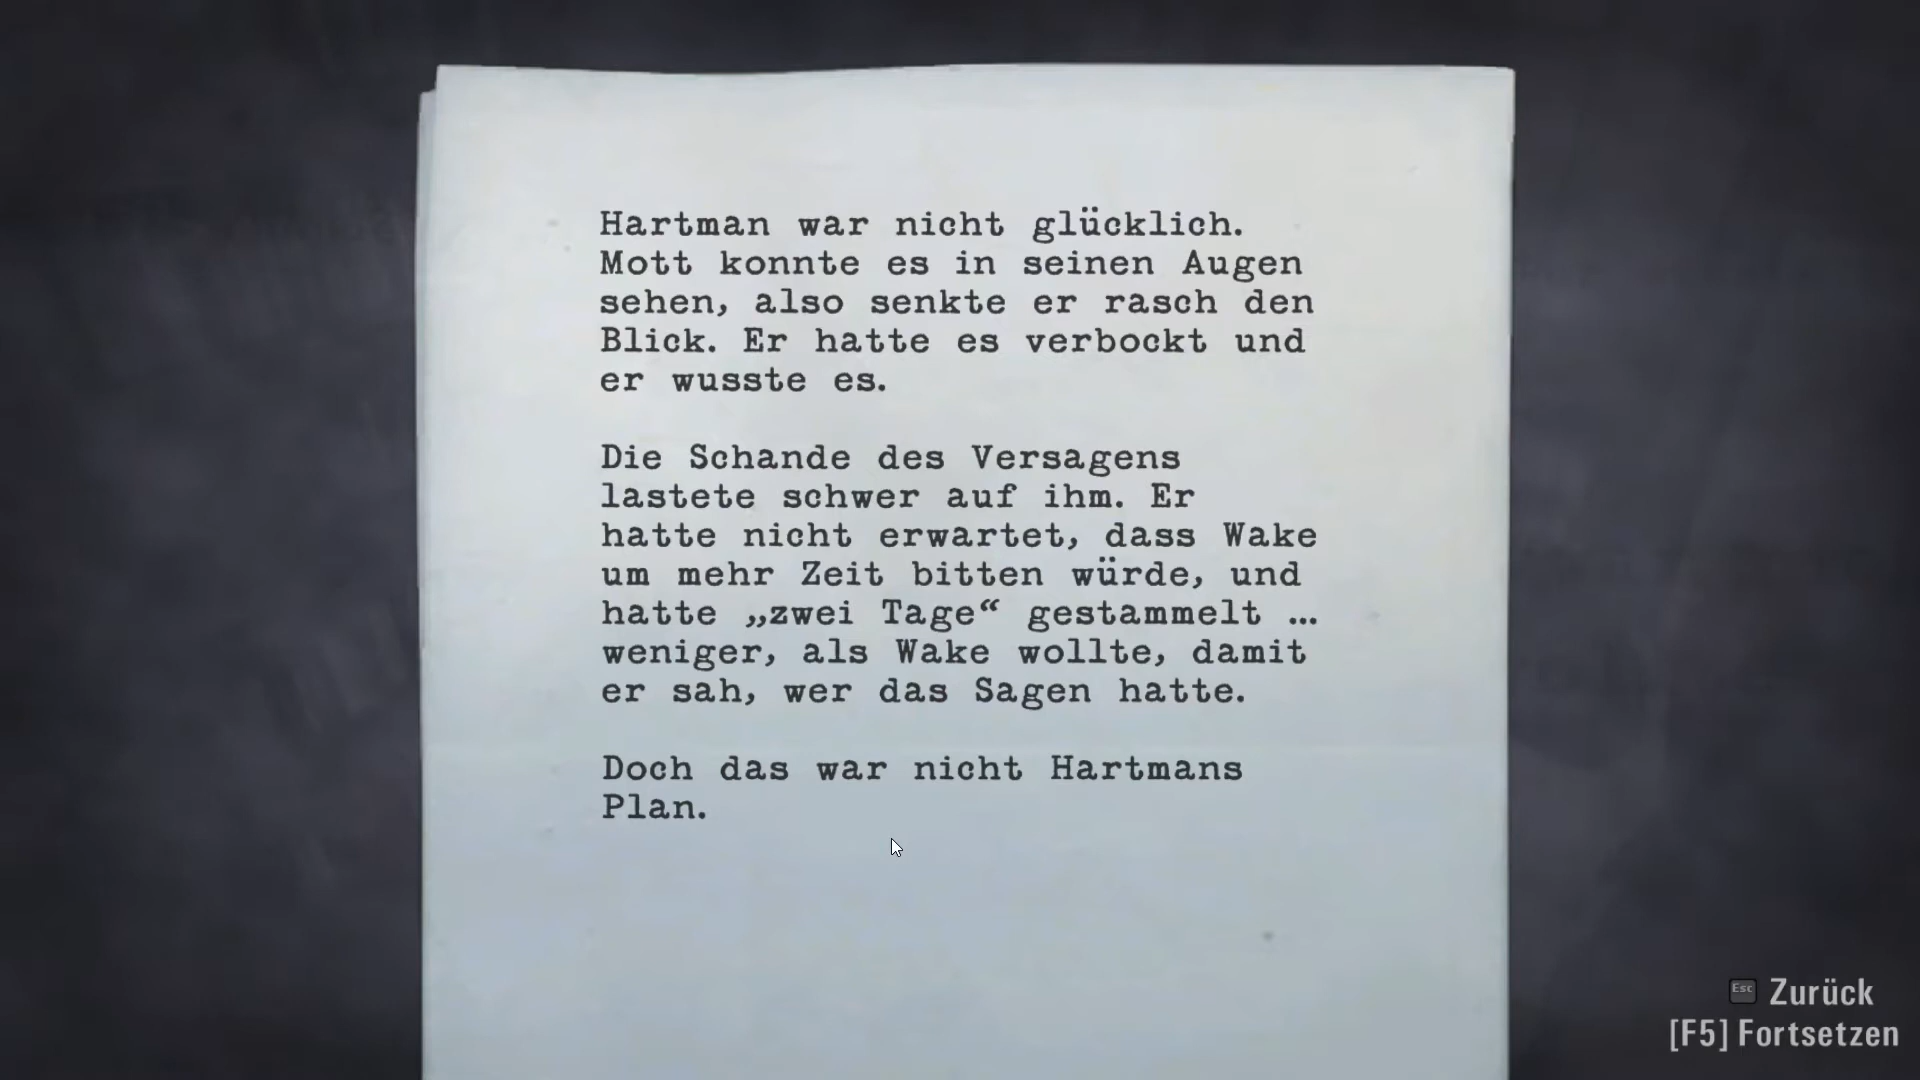 Hartman war nicht glücklich.
Mott konnte es in seinen Augen
sehen, also senkte er rasch den
Blick. Er hatte es verbockt und
er wusste es.
Die Schande des Versagens
lastete schwer auf ihm. Er
hatte nicht erwartet, dass Wake
um mehr Zeit bitten würde, und
hatte „zwei Tage“ gestammelt …
weniger, als Wake wollte, damit
er sah, wer das Sagen hatte.
Doch das war nicht Hartmans
Plan.
Esc Zurück
[F5] Fortsetzen